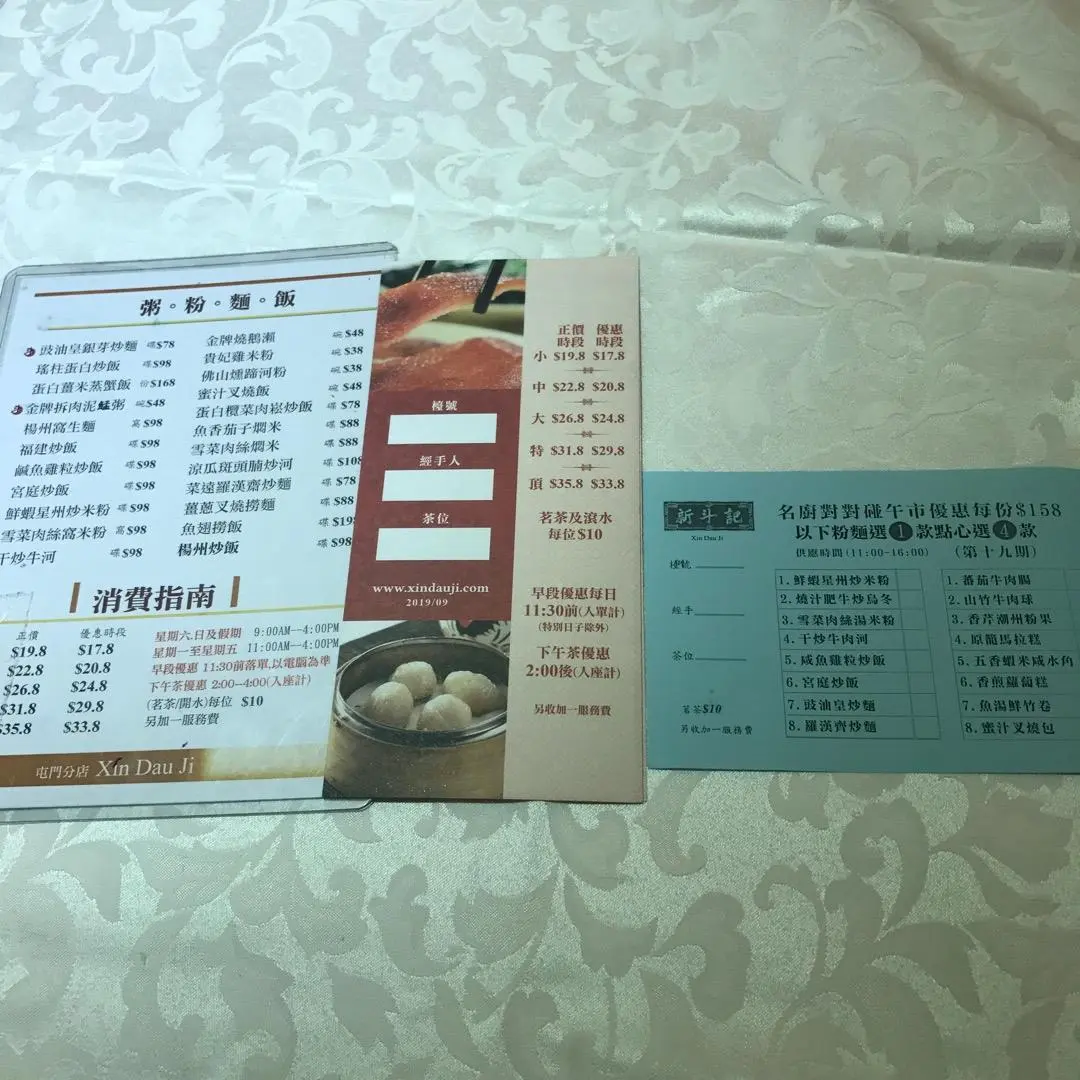 粥。粉。麵。飯
豉油皇銀芽炒麵 碟$78
瑤柱蛋白炒飯 碟$98
蛋白薑米蒸蟹飯 份$168
金牌拆肉泥鯭粥 碗$48
楊州窩生麵 窩$98
福建炒飯 碟$98
鹹魚雞粒炒飯 碟$98
宮庭炒飯 碟$98
鮮蝦星州炒米粉 碟$98
雪菜肉絲窩米粉 窩$98
干炒牛河 碟$98
金牌燒鵝瀨 碗$48
貴妃雞米粉 碗$38
佛山燻蹄河粉 碗$38
蜜汁叉燒飯 碗$48
蛋白欖菜肉崧炒飯 碟$78
魚香茄子燜米 碟$88
雪菜肉絲燜米 碟$88
涼瓜斑頭腩炒河 碟$108
菜遠羅漢齋炒麵 碟$78
薑蔥叉燒撈麵 碟$88
魚翅撈飯 碟
楊州炒飯 碟$98
消費指南
正價 優惠時段
$19.8 $17.8
$22.8 $20.8
$26.8 $24.8
$31.8 $29.8
$35.8 $33.8
星期六.日及假期 9:00AM--4:00PM
星期一至星期五 11:00AM--4:00PM
早段優惠 11:30前落單,以電腦為準
下午茶優惠 2:00--4:00(入座計)
(茗茶/開水)每位 $10
另加一服務費
屯門分店 Xin Dau Ji
檯號
經手人
茶位
www.xindauji.com
2019/09
正價 優惠
時段 時段
小 $19.8 $17.8
中 $22.8 $20.8
大 $26.8 $24.8
特 $31.8 $29.8
頂 $35.8 $33.8
茗茶及滾水
每位$10
早段優惠每日
11:30前(入單計)
(特別日子除外)
下午茶優惠
2:00後(入座計)
另收加一服務費
新斗記
Xin Dau Ji
檯號
經手
茶位
茗茶$10
另收加一服務費
名廚對對碰午市優惠每份$158
以下粉麵選1款點心選4款
供應時間(11:00-16:00) (第十九期)
1.鮮蝦星州炒米粉
2.燒汁肥牛炒烏冬
3.雪菜肉絲湯米粉
4.干炒牛肉河
5.咸魚雞粒炒飯
6.宮庭炒飯
7.豉油皇炒麵
8.羅漢齊炒麵
1.蕃茄牛肉腸
2.山竹牛肉球
3.香芹潮州粉果
4.原籠馬拉糕
5.五香蝦米咸水角
6.香煎蘿蔔糕
7.魚湯鮮竹卷
8.蜜汁叉燒包